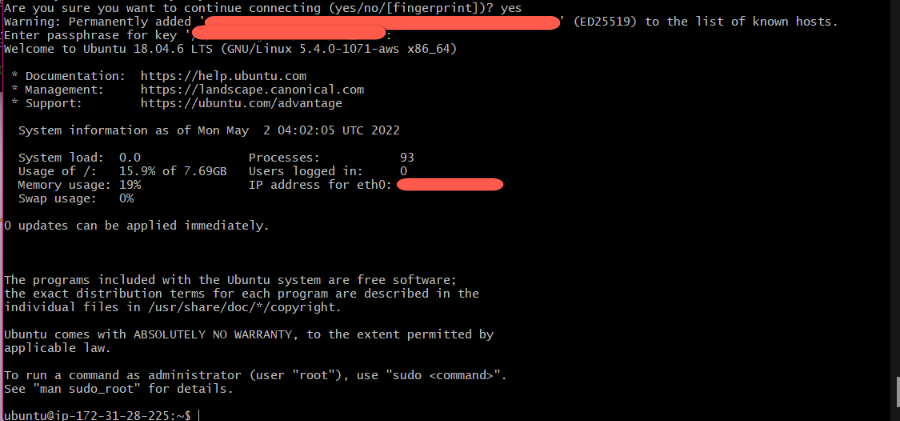 Are you sure you want to continue connecting (yes/no/[fingerprint])? yes
Warning: Permanently added '' (ED25519) to the list of known hosts.
Enter passphrase for key '/:
Welcome to Ubuntu 18.04.6 LTS (GNU/Linux 5.4.0-1071-aws x86_64)
* Documentation: https://help.ubuntu.com
* Management: https://landscape.canonical.com
* Support: https://ubuntu.com/advantage
System information as of Mon May 2 04:02:05 UTC 2022
System load: 0.0 Processes: 93
Usage of /: 15.9% of 7.69GB Users logged in: 0
Memory usage: 19% IP address for eth0:
Swap usage: 0%
0 updates can be applied immediately.
The programs included with the Ubuntu system are free software;
the exact distribution terms for each program are described in the
individual files in /usr/share/doc/*/copyright.
Ubuntu comes with ABSOLUTELY NO WARRANTY, to the extent permitted by
applicable law.
To run a command as administrator (user "root"), use "sudo <command>".
See "man sudo_root" for details.
ubuntu@ip-172-31-28-225:~$